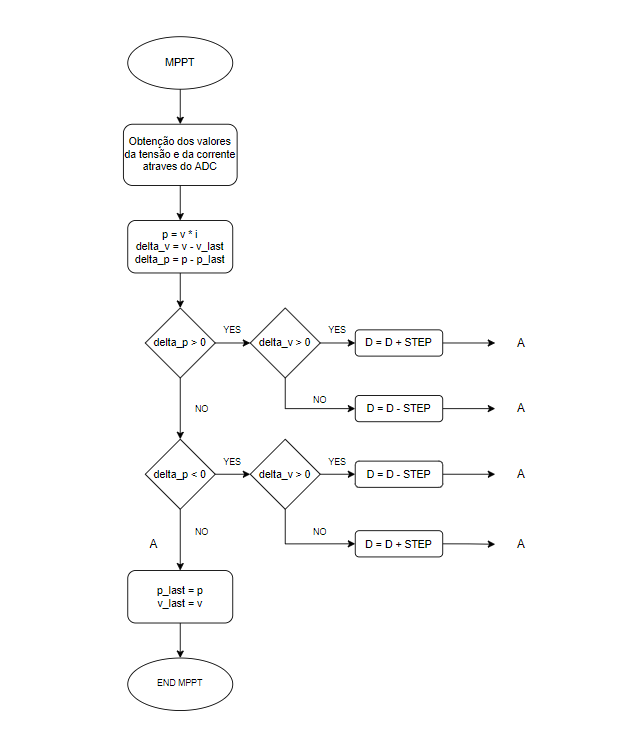 MPPT
Obtenção dos valores
da tensão e da corrente
atraves do ADC
p = v * i
delta_v = v - v_last
delta_p = p - p_last
delta_p > 0
YES
delta_v > 0
YES
D = D + STEP
A
NO
NO
D = D - STEP
A
delta_p < 0
YES
delta_v > 0
YES
D = D - STEP
A
NO
NO
D = D + STEP
A
A
p_last = p
v_last = v
END MPPT